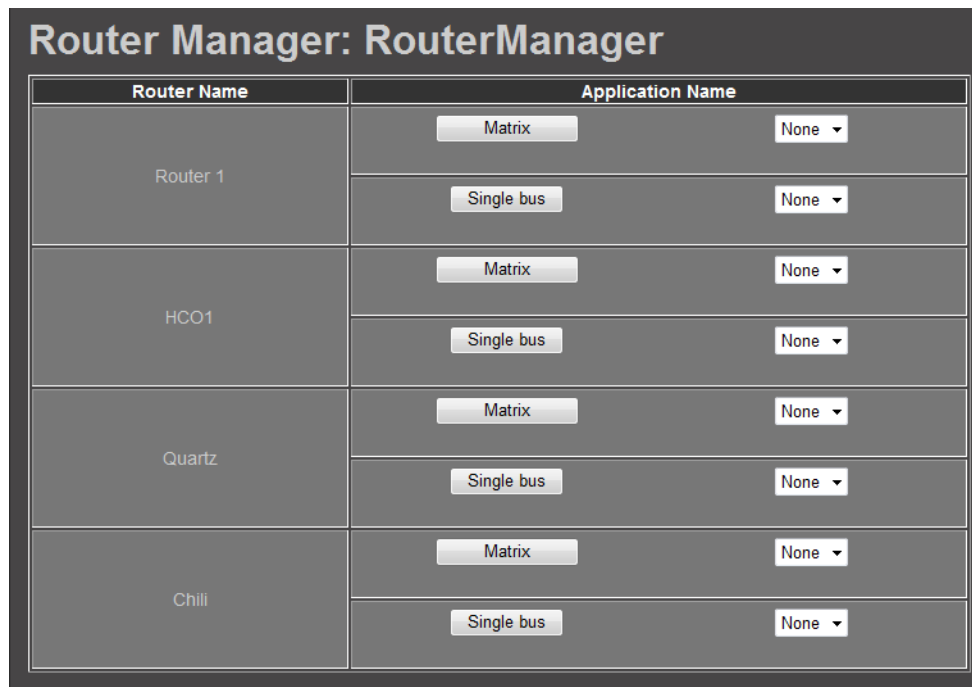 Router Manager: RouterManager
Router Name Application Name
Router 1
Matrix None
Single bus None
HCO1
Matrix None
Single bus None
Quartz
Matrix None
Single bus None
Chili
Matrix None
Single bus None